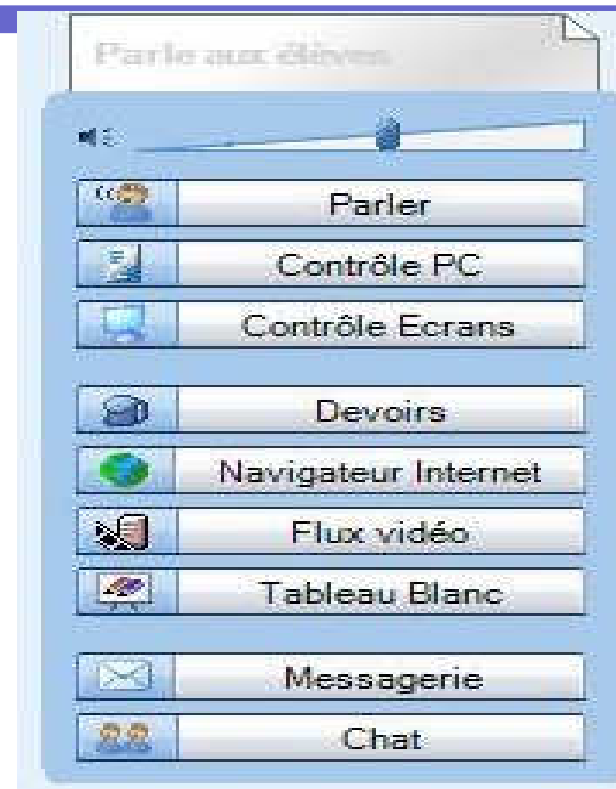 Parle aux élèves
Parler
Contrôle PC
Contrôle Ecrans
Devoirs
Navigateur Internet
Flux vidéo
Tableau Blanc
Messagerie
Chat